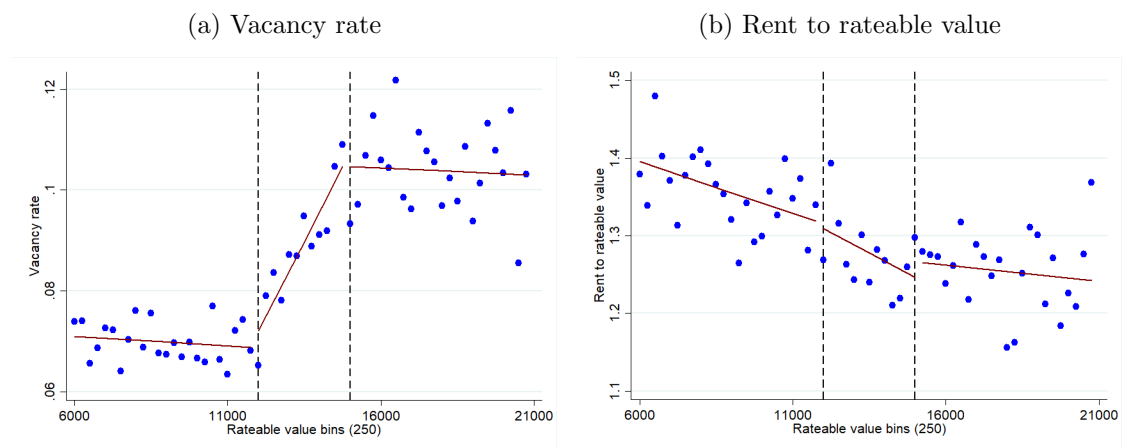 (a) Vacancy rate
(b) Rent to rateable value
Vacancy rate
.12
.1
.08
.06
6000
11000
16000
21000
Rateable value bins (250)
Rent to rateable value
1.5
1.4
1.3
1.2
1.1
6000
11000
16000
21000
Rateable value bins (250)